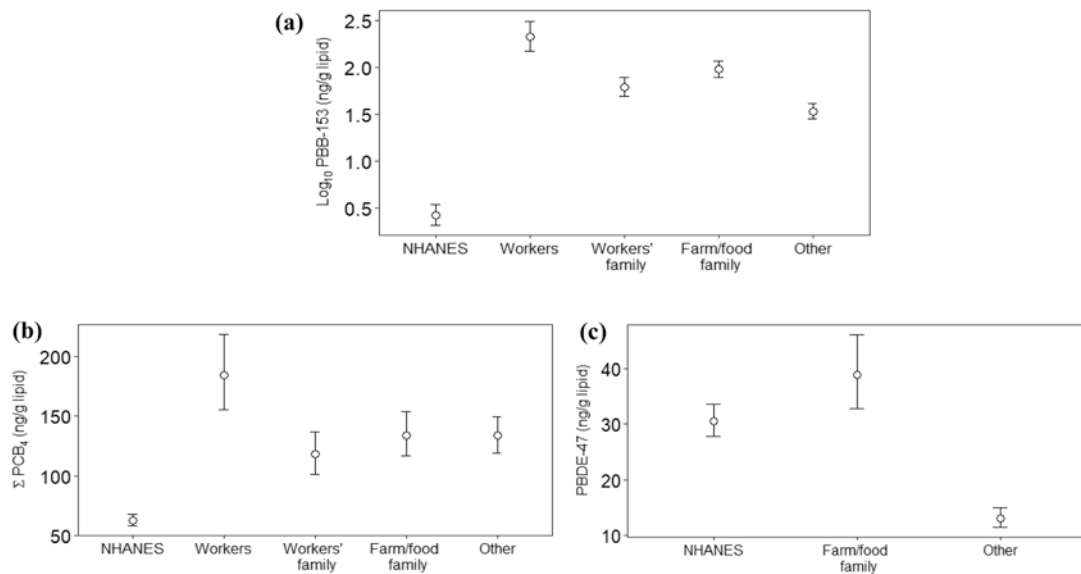 (a)
Log₁₀ PBB-153 (ng/g lipid)
2.5
2.0
1.5
1.0
0.5
NHANES Workers Workers' family Farm/food family Other
(b)
Σ PCB₄ (ng/g lipid)
200
150
100
50
NHANES Workers Workers' family Farm/food family Other
(c)
PBDE-47 (ng/g lipid)
40
30
20
10
NHANES Farm/food family Other